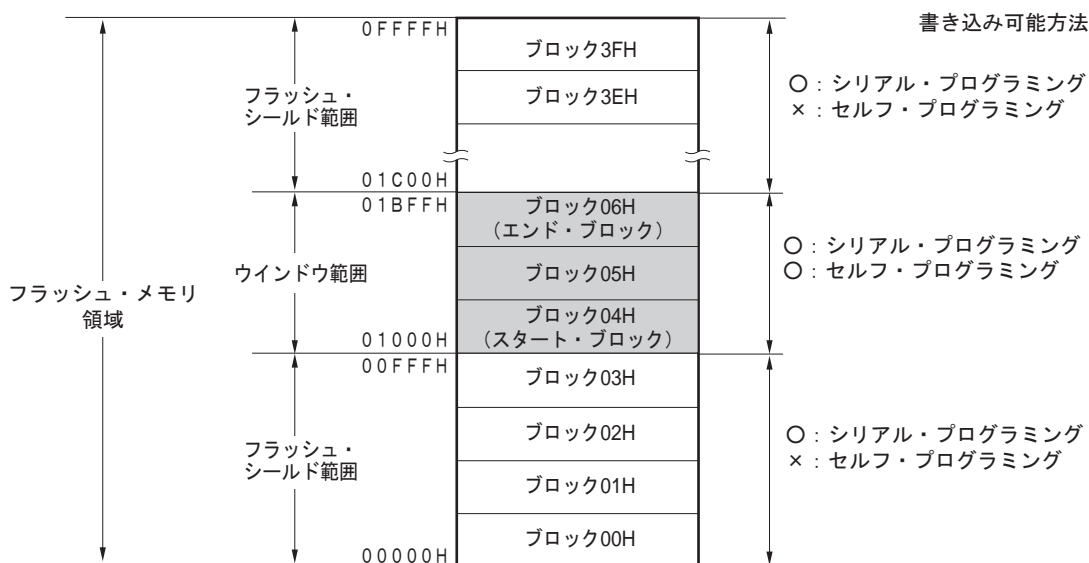 書き込み可能方法
0FFFFH
ブロック3FH
ブロック3EH
フラッシュ・
シールド範囲
○:シリアル・プログラミング
×:セルフ・プログラミング
01C00H
01BFFH
ブロック06H
(エンド・ブロック)
ブロック05H
ブロック04H
(スタート・ブロック)
ウインドウ範囲
○:シリアル・プログラミング
○:セルフ・プログラミング
フラッシュ・メモリ
領域
01000H
00FFFH
ブロック03H
ブロック02H
ブロック01H
ブロック00H
フラッシュ・
シールド範囲
○:シリアル・プログラミング
×:セルフ・プログラミング
00000H